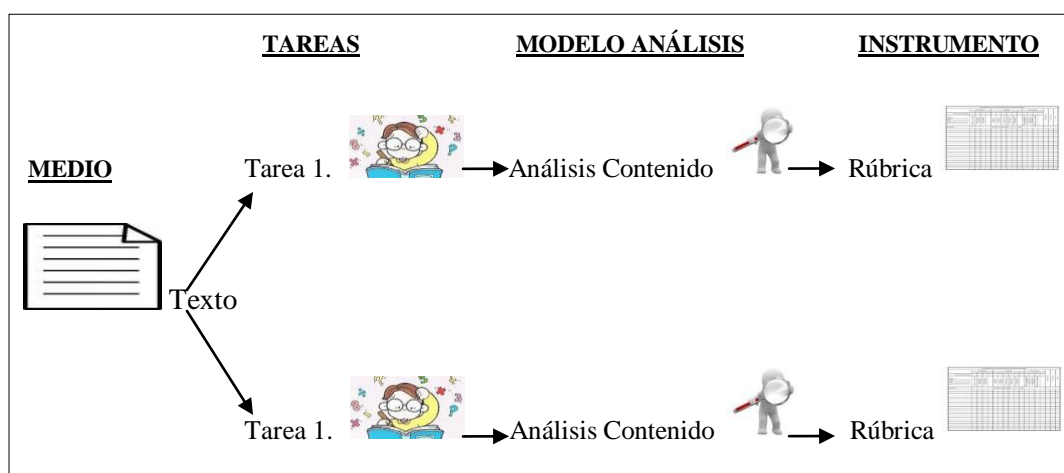 TAREAS MODELO ANÁLISIS INSTRUMENTO
MEDIO
Tarea 1. Análisis Contenido Rúbrica
Texto
Tarea 1. Análisis Contenido Rúbrica